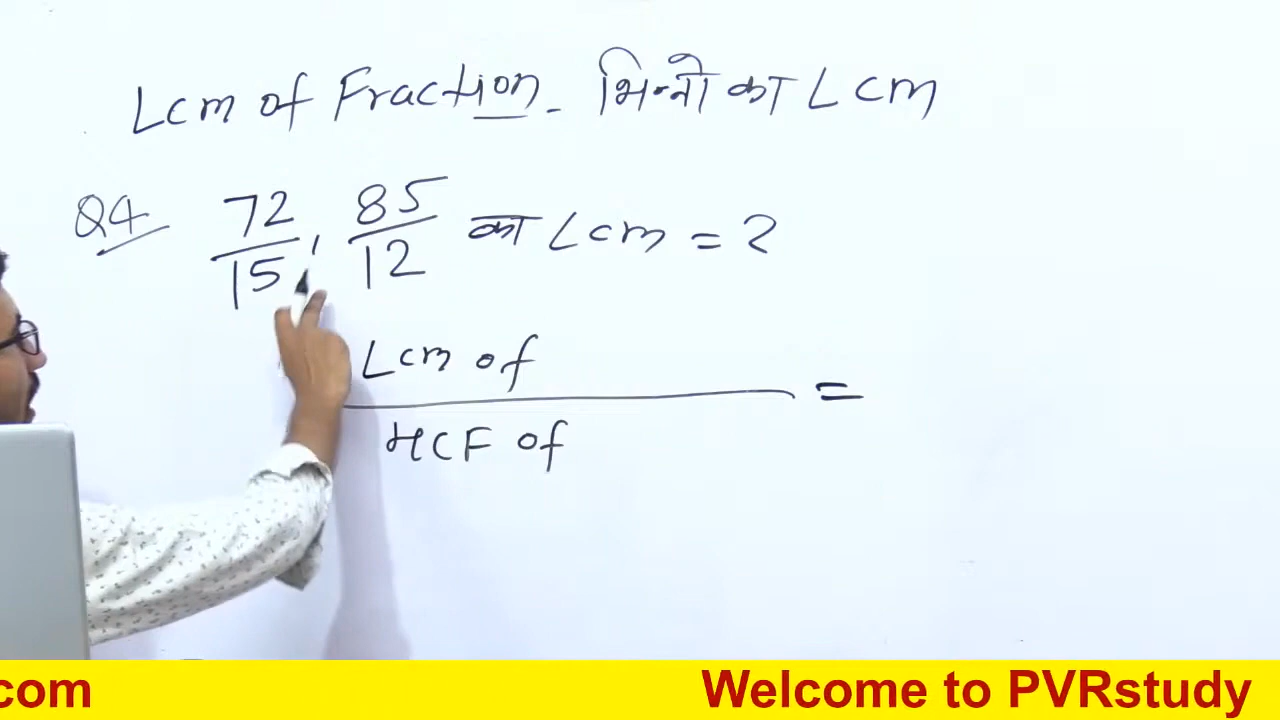 Lcm of Fraction - भिन्नो का Lcm
Q4 72/15, 85/12 का Lcm = ?
Lcm of
HCF of =
com Welcome to PVRstudy